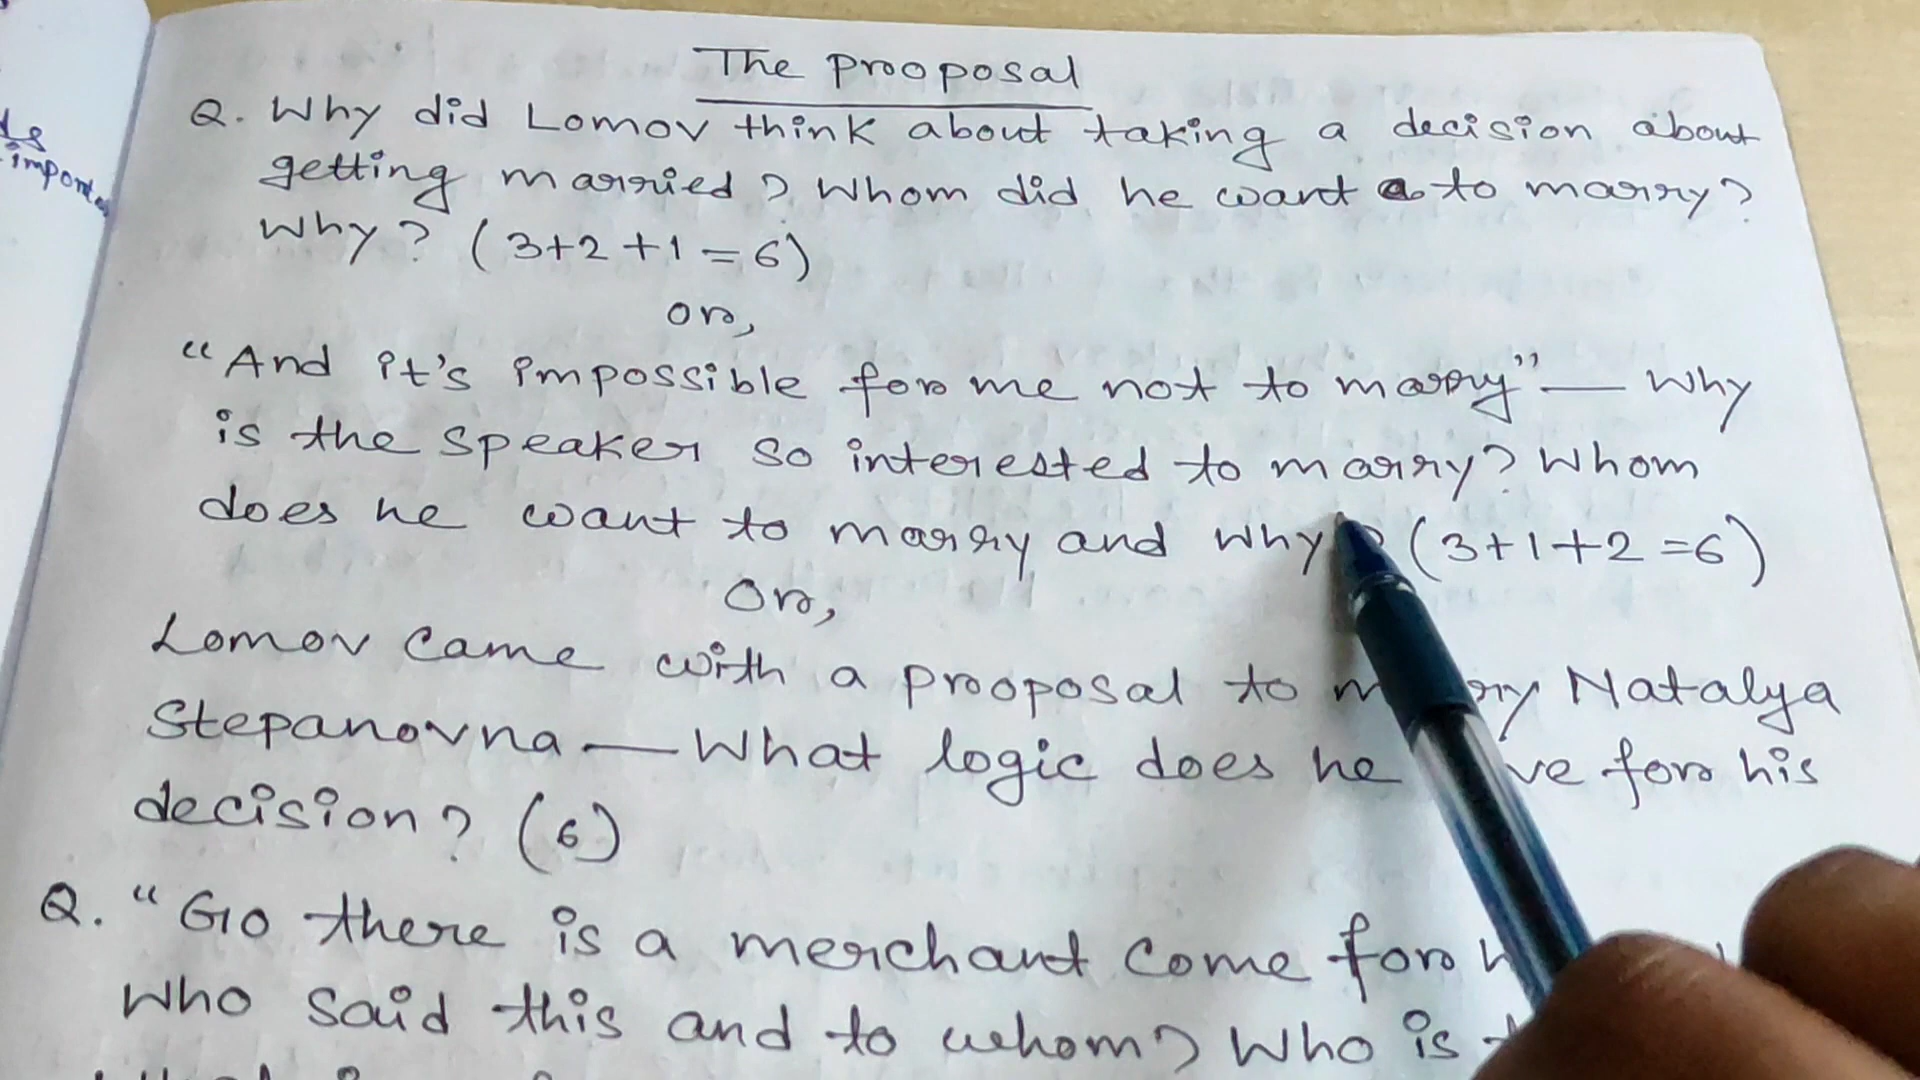 The Proposal
Q. Why did Lomov think about taking a decision about
getting married? Whom did he want to marry?
Why? (3+2+1=6)
Or,
"And it's impossible for me not to marry" — Why
is the speaker so interested to marry? Whom
does he want to marry and why? (3+1+2=6)
Or,
Lomov came with a proposal to Natalya
Stepanovna — What logic does he for his
decision? (6)
Q. "Go there is a merchant come for
Who said this and to whom? Who is